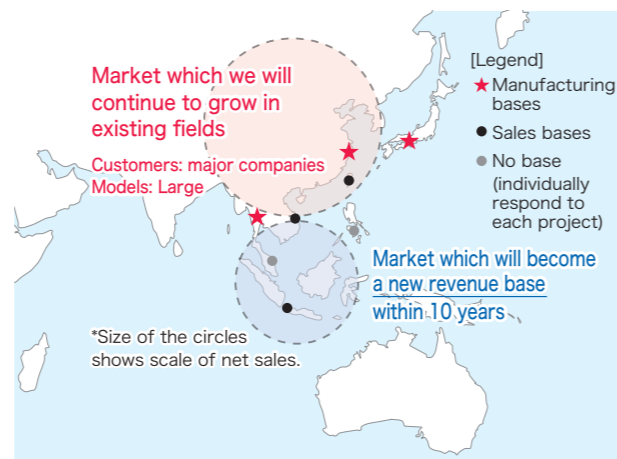 Market which we will
continue to grow in
existing fields
Customers: major companies
Models: Large
[Legend]
Manufacturing
bases
Sales bases
No base
(individually
respond to
each project)
Market which will become
a new revenue base
within 10 years
*Size of the circles
shows scale of net sales.